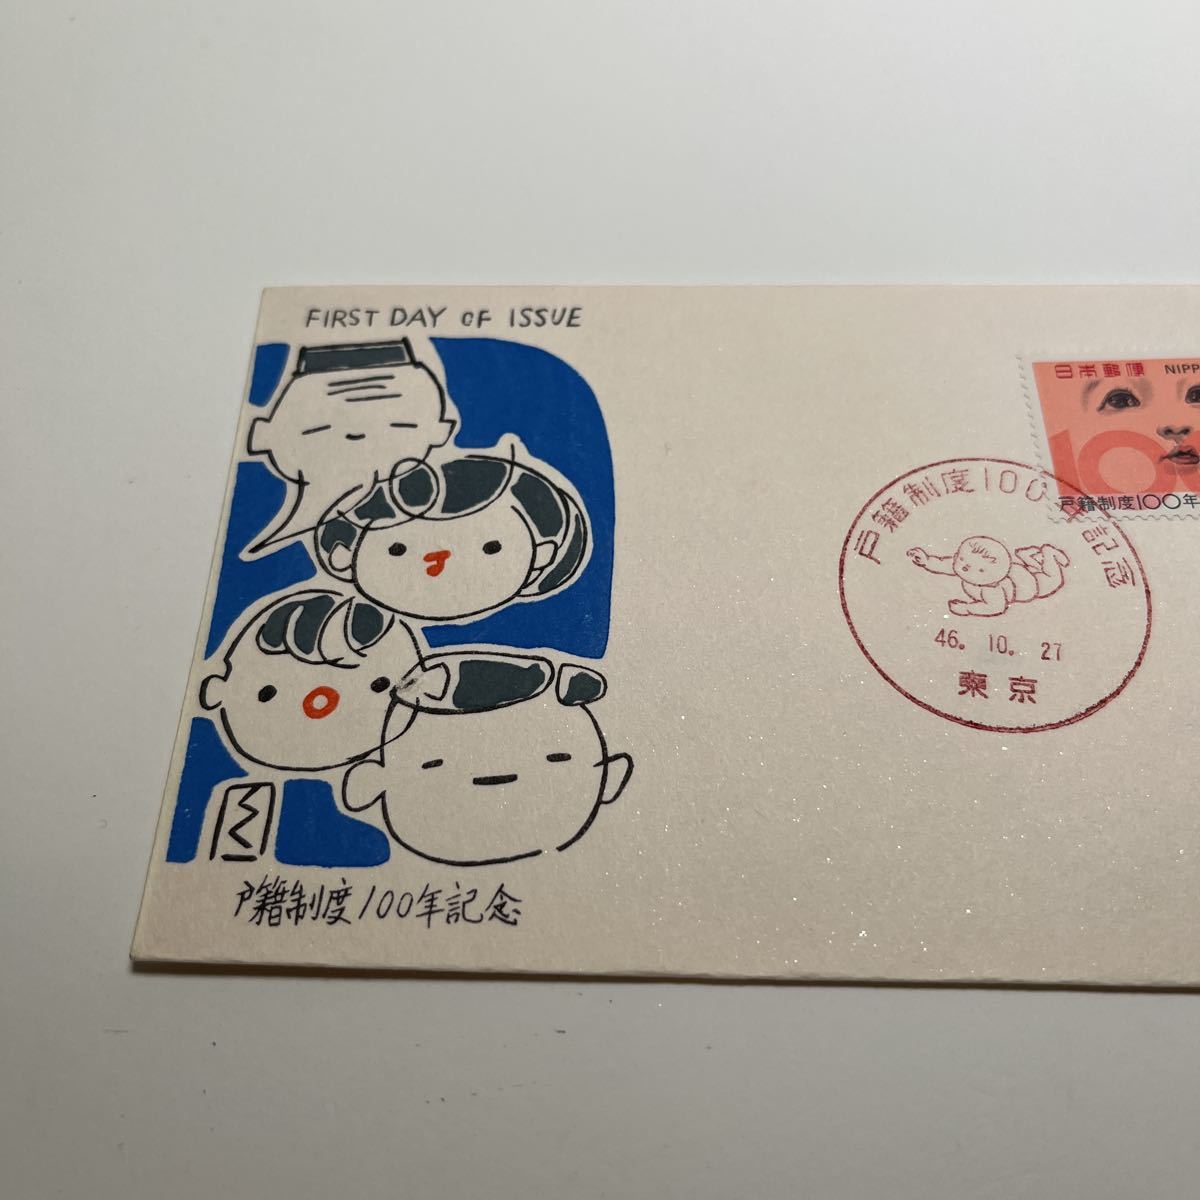 FIRST DAY OF ISSUE
日本郵便 NIPP
100
戸籍制度100年
戸籍制度100年記念
46. 10. 27
東京
戸籍制度100年記念